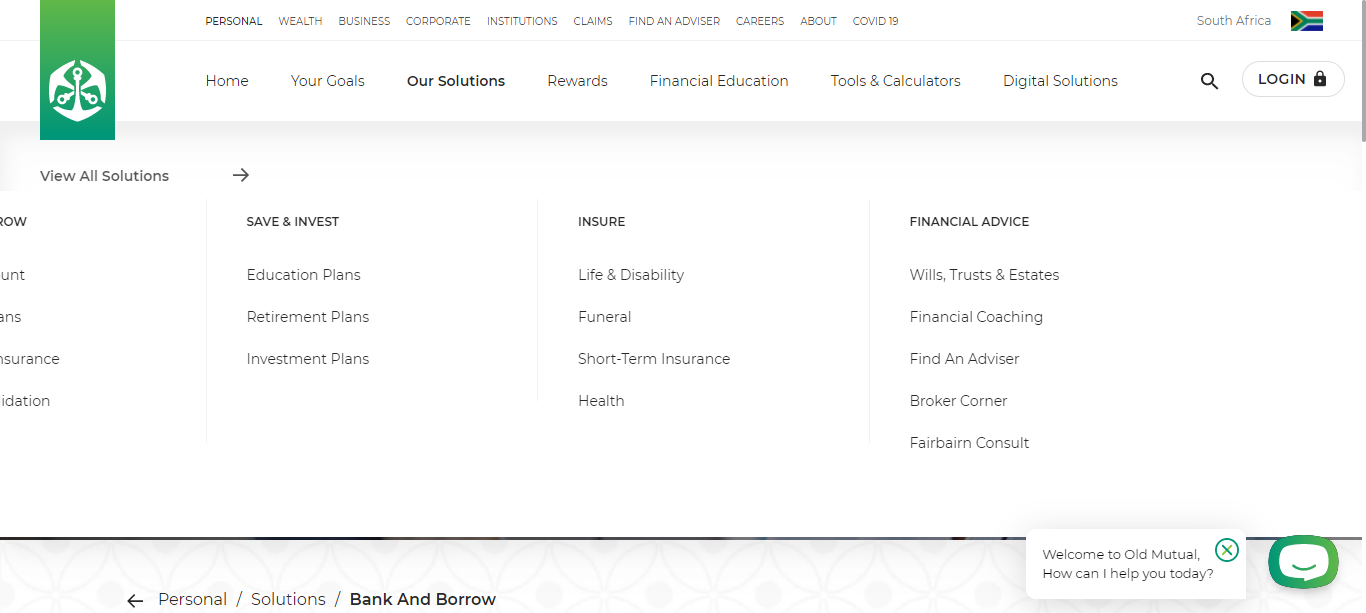 PERSONAL WEALTH BUSINESS CORPORATE INSTITUTIONS CLAIMS FIND AN ADVISER CAREERS ABOUT COVID 19 South Africa
Home Your Goals Our Solutions Rewards Financial Education Tools & Calculators Digital Solutions LOGIN
View All Solutions
ROW
unt
ans
nsurance
idation
SAVE & INVEST
Education Plans
Retirement Plans
Investment Plans
INSURE
Life & Disability
Funeral
Short-Term Insurance
Health
FINANCIAL ADVICE
Wills, Trusts & Estates
Financial Coaching
Find An Adviser
Broker Corner
Fairbairn Consult
Welcome to Old Mutual,
How can I help you today?
Personal / Solutions / Bank And Borrow